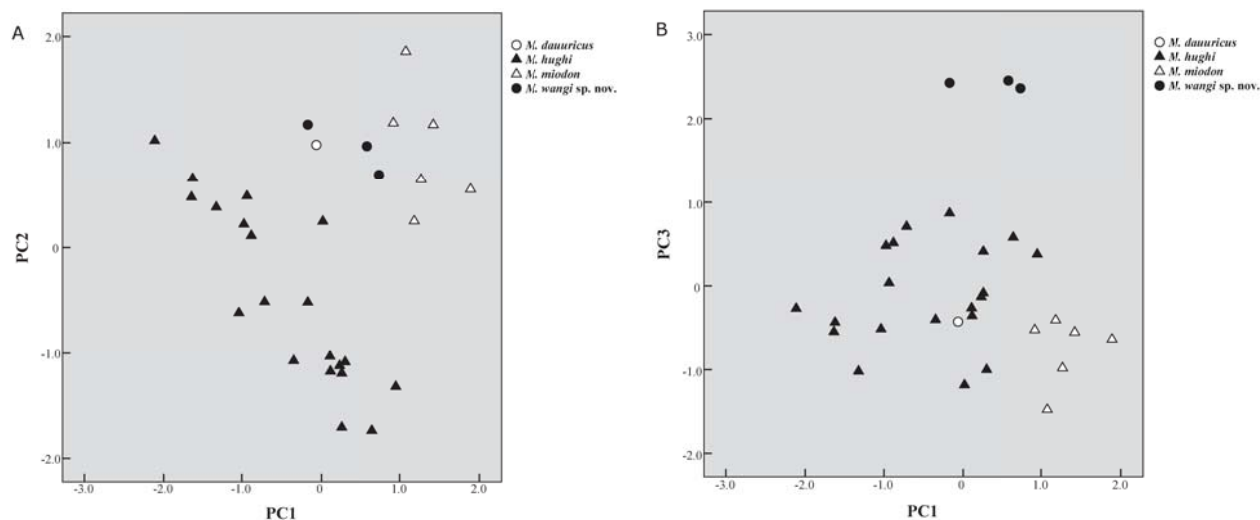 A
2.0
1.0
0
-1.0
-2.0
PC2
-3.0 -2.0 -1.0 0 1.0 2.0
PC1
M. dauuricus
M. hughi
M. miodon
M. wangi sp. nov.
B
3.0
2.0
1.0
0
-1.0
-2.0
PC3
-3.0 -2.0 -1.0 0 1.0 2.0
PC1
M. dauuricus
M. hughi
M. miodon
M. wangi sp. nov.